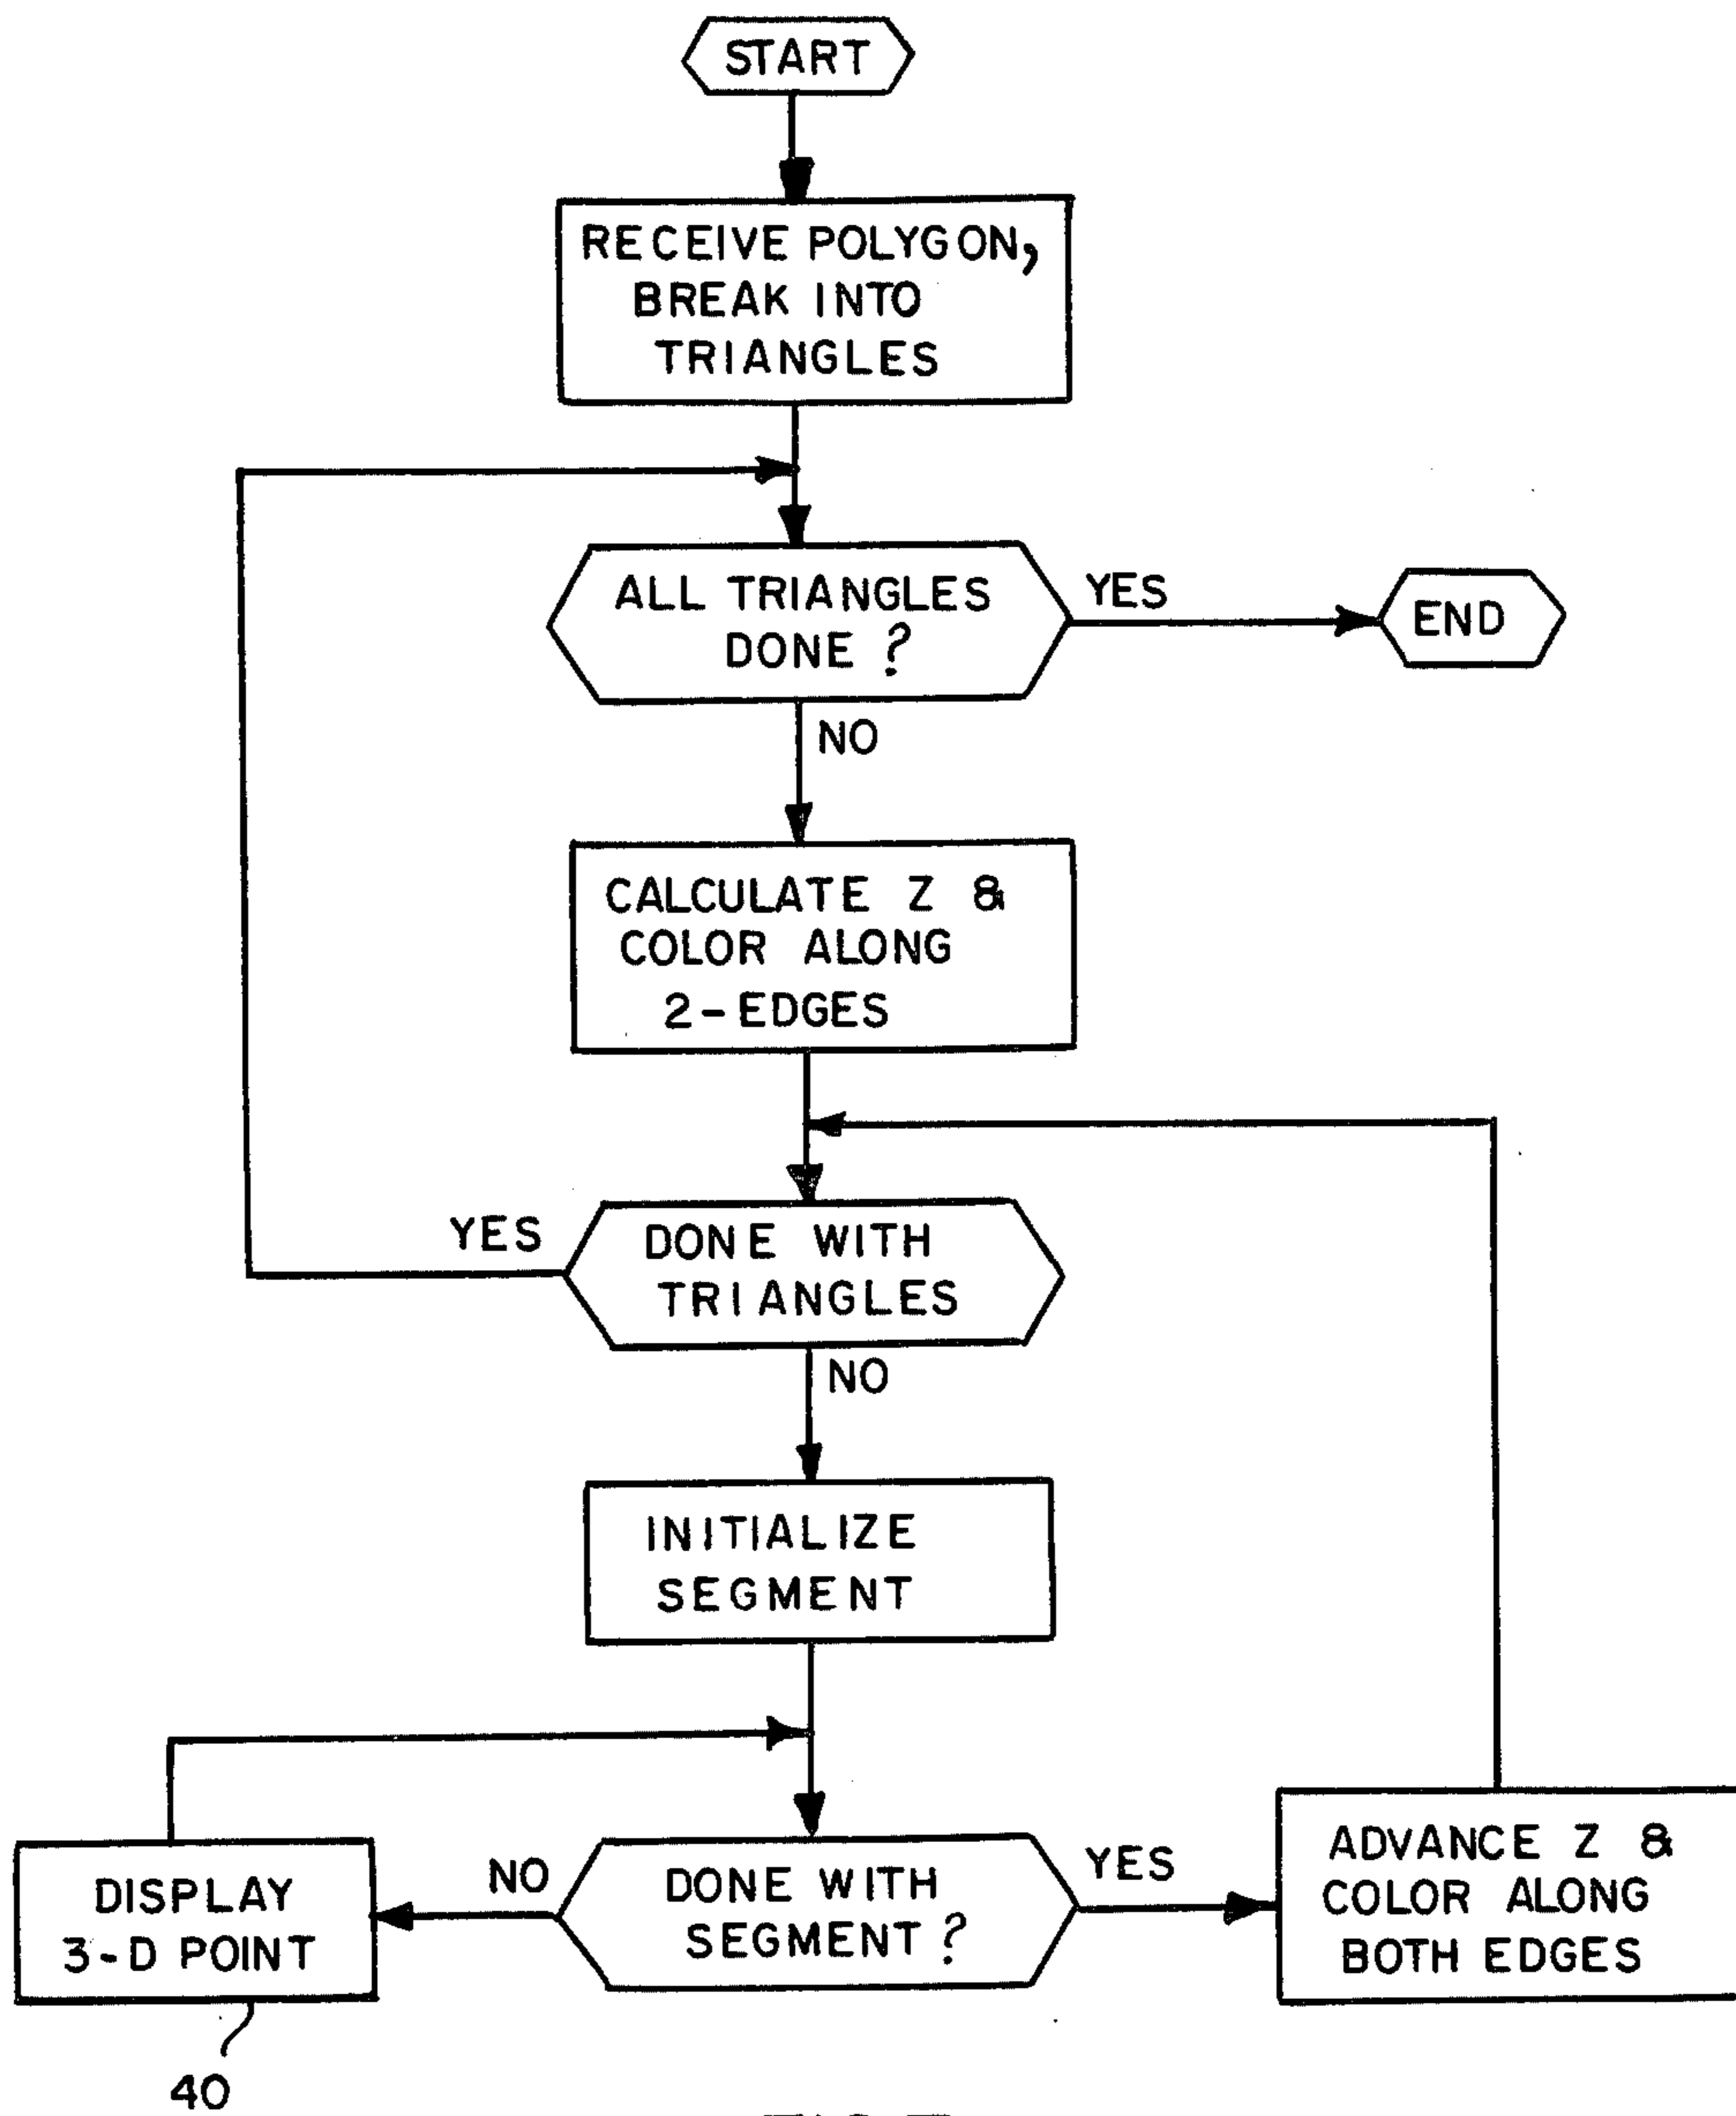 START
RECEIVE POLYGON,
BREAK INTO
TRIANGLES
ALL TRIANGLES
DONE ?
YES
END
NO
CALCULATE Z &
COLOR ALONG
2-EDGES
YES
DONE WITH
TRIANGLES
NO
INITIALIZE
SEGMENT
DISPLAY
3-D POINT
NO
DONE WITH
SEGMENT ?
YES
ADVANCE Z &
COLOR ALONG
BOTH EDGES
40